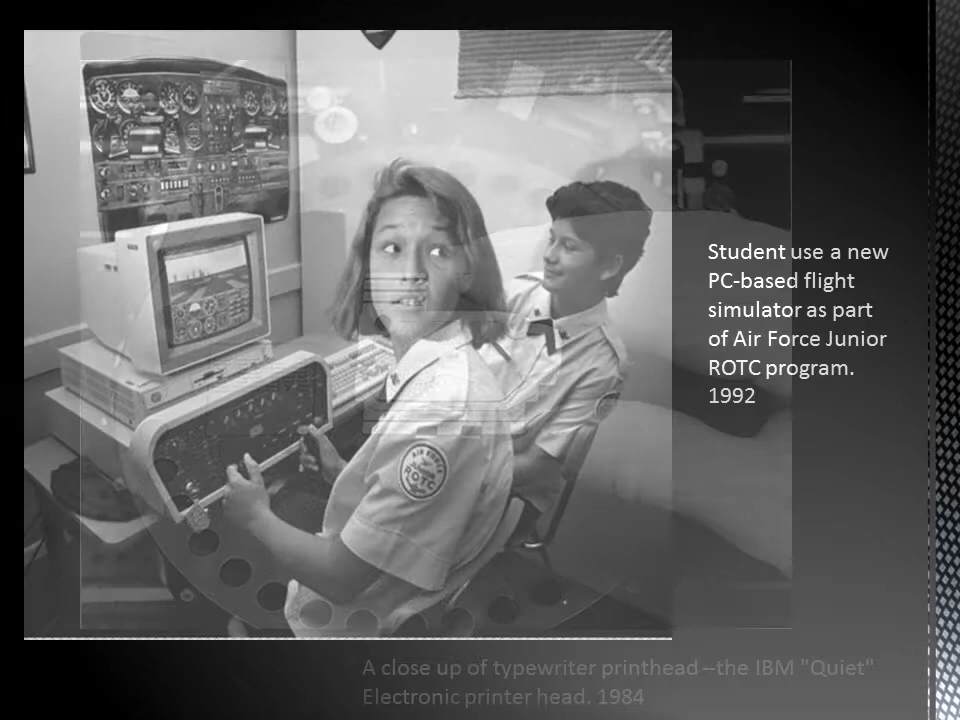 Student use a new
PC-based flight
simulator as part
of Air Force Junior
ROTC program.
1992
AIR FORCE
JUNIOR
ROTC
A close up of typewriter printhead –the IBM "Quiet"
Electronic printer head. 1984